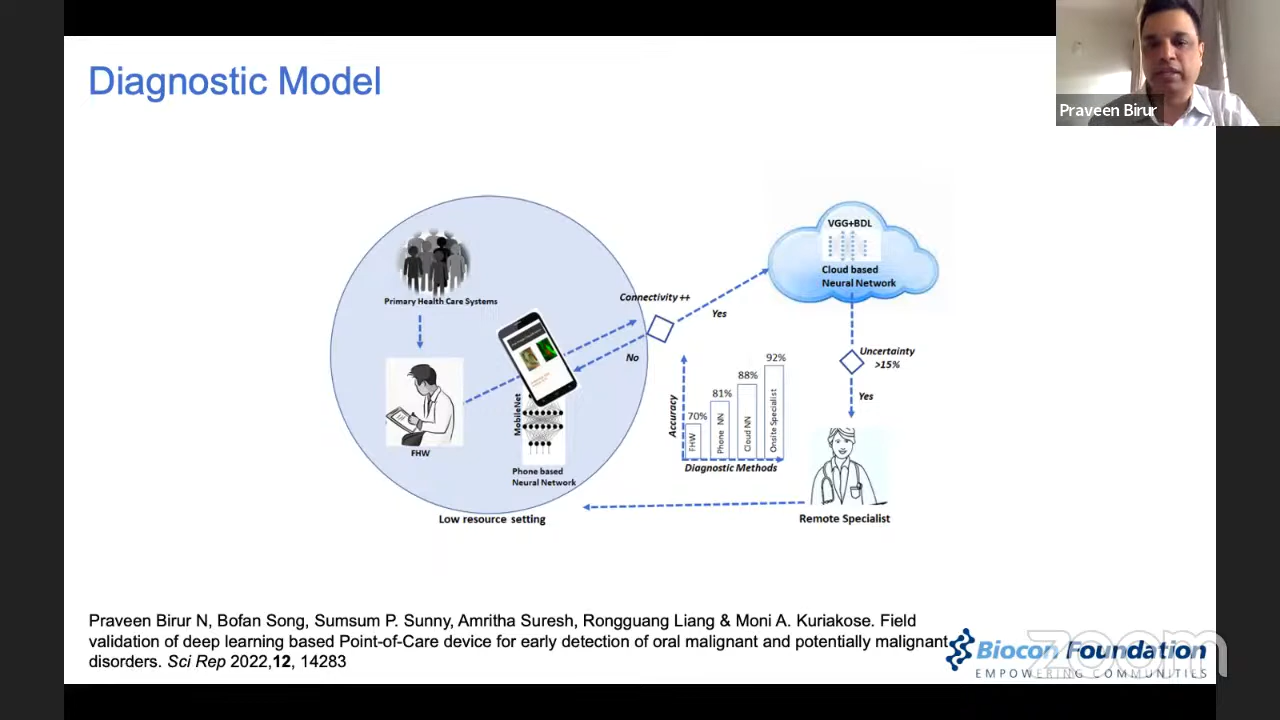 Praveen Birur
Diagnostic Model
Primary Health Care Systems
FHW
MobileNet
Phone based
Neural Network
Low resource setting
Connectivity ++
Yes
No
VGG+BDL
Cloud based
Neural Network
Uncertainty
>15%
Yes
Remote Specialist
Accuracy
70%
81%
88%
92%
FHW
Phone NN
Cloud NN
Onsite Specialist
Diagnostic Methods
Praveen Birur N, Bofan Song, Sumsum P. Sunny, Amritha Suresh, Rongguang Liang & Moni A. Kuriakose. Field
validation of deep learning based Point-of-Care device for early detection of oral malignant and potentially malignant
disorders. Sci Rep 2022,12, 14283
Biocon Foundation
EMPOWERING COMMUNITIES
zoom